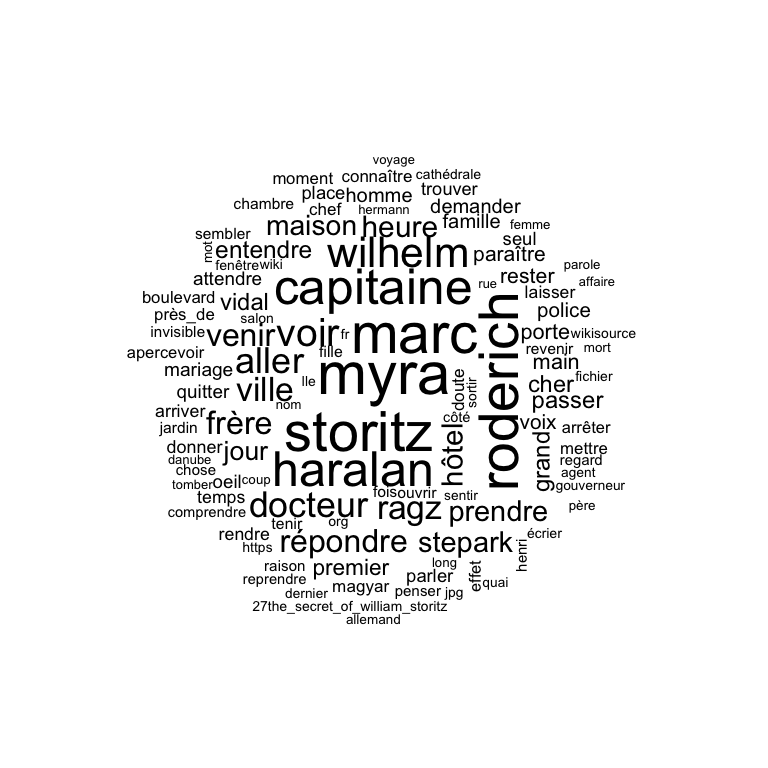 voyage
moment connaître cathédrale
place homme trouver
chambre chef hermann demander
sembler maison heure famille femme
mot entendre wilhelm paraître seul
fenêtre wiki parole
attendre capitaine rue rester affaire
boulevard vidal laisser
près_de salon police
invisible venir voir fr marc roderich porte wikisource
apercevoir fille revenir mort
mariage aller myra main
quitter ville lle doute sortir cher fichier
nom passer
arriver frère storitz côté voix arrêter
jardin
donner jour hôtel grand mettre
danube haralan regard
chose agent
tomber oeil coup gouverneur
temps docteur fois ouvrir sentir
comprendre ragz prendre père
tenir org
rendre répondre stepark henri écrier
https
raison premier long
reprendre magyar parler effet quai
dernier penser jpg
27the_secret_of_william_storitz
allemand